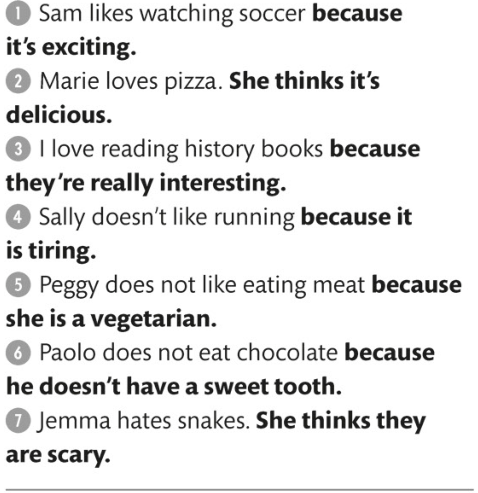 1 Sam likes watching soccer because
it's exciting.
2 Marie loves pizza. She thinks it's
delicious.
3 I love reading history books because
they're really interesting.
4 Sally doesn't like running because it
is tiring.
5 Peggy does not like eating meat because
she is a vegetarian.
6 Paolo does not eat chocolate because
he doesn't have a sweet tooth.
7 Jemma hates snakes. She thinks they
are scary.